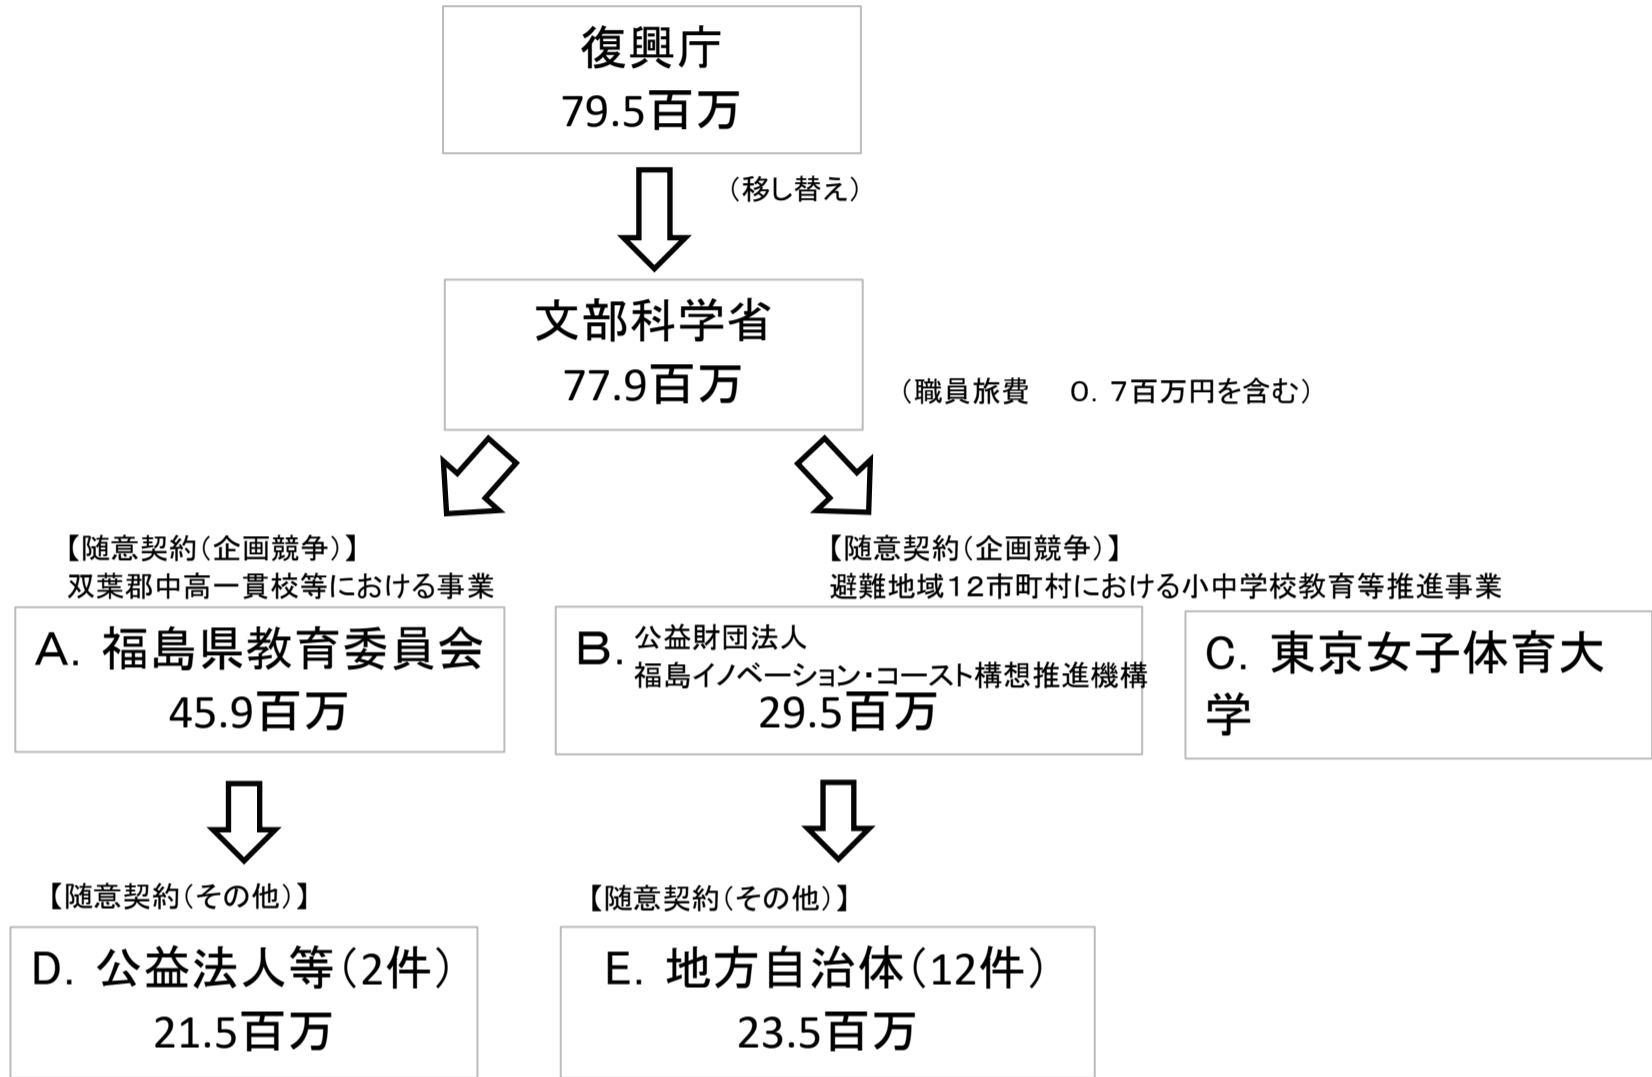 復興庁
79.5百万
（移し替え）
文部科学省
77.9百万
（職員旅費　０．７百万円を含む）
【随意契約（企画競争）】
双葉郡中高一貫校等における事業
【随意契約（企画競争）】
避難地域１２市町村における小中学校教育等推進事業
A．福島県教育委員会
45.9百万
B．公益財団法人
福島イノベーション・コースト構想推進機構
29.5百万
C．東京女子体育大
学
【随意契約（その他）】
D．公益法人等（2件）
21.5百万
【随意契約（その他）】
E．地方自治体（12件）
23.5百万